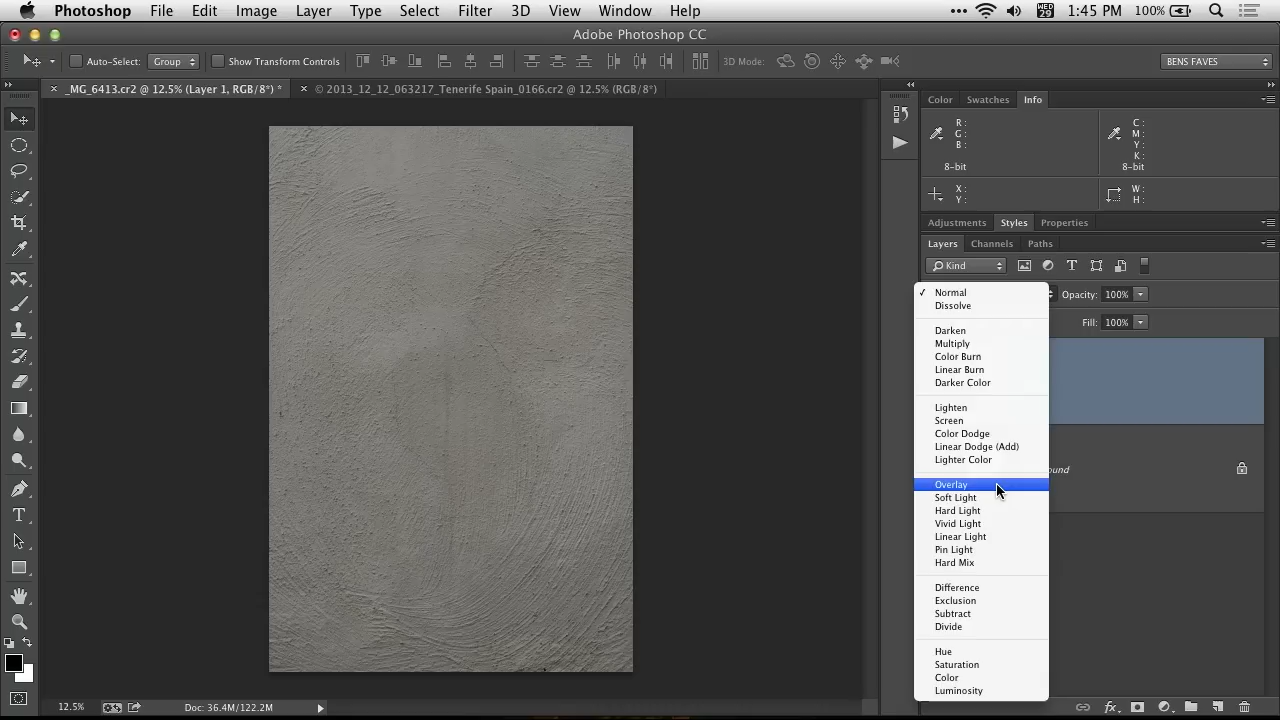 Photoshop File Edit Image Layer Type Select Filter 3D View Window Help ••• WED 29 1:45 PM 100%
Adobe Photoshop CC
Auto-Select: Group Show Transform Controls 3D Mode: BENS FAVES
× _MG_6413.cr2 @ 12.5% (Layer 1, RGB/8*) * × © 2013_12_12_063217_Tenerife Spain_0166.cr2 @ 12.5% (RGB/8*)
Color Swatches Info
R: C:
G: M:
B: Y:
K:
8-bit 8-bit
X: W:
Y: H:
Adjustments Styles Properties
Layers Channels Paths
Kind
✓ Normal Opacity: 100%
Dissolve
Fill: 100%
Darken
Multiply
Color Burn
Linear Burn
Darker Color
Lighten
Screen
Color Dodge
Linear Dodge (Add)
Lighter Color
ound
Overlay
Soft Light
Hard Light
Vivid Light
Linear Light
Pin Light
Hard Mix
Difference
Exclusion
Subtract
Divide
Hue
Saturation
Color
Luminosity
12.5% Doc: 36.4M/122.2M fx